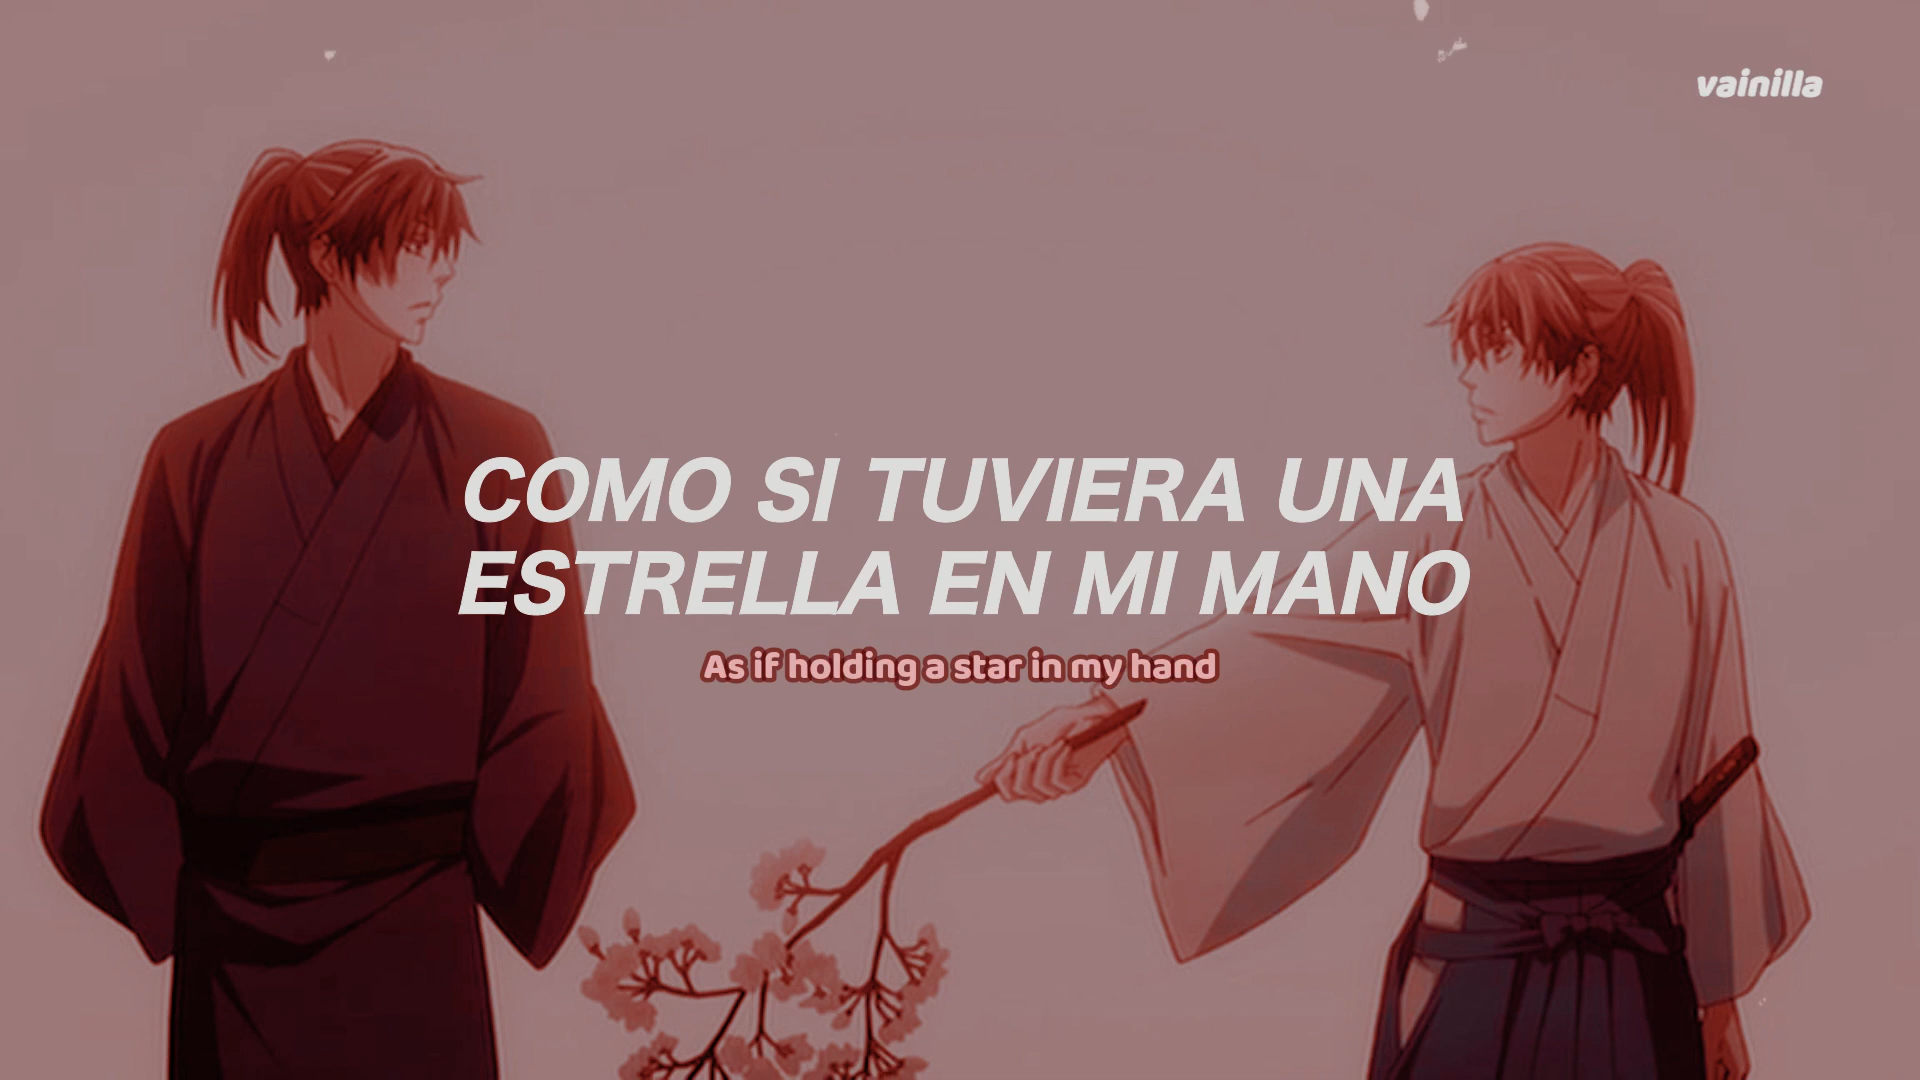 vainilla
COMO SI TUVIERA UNA
ESTRELLA EN MI MANO
As if holding a star in my hand